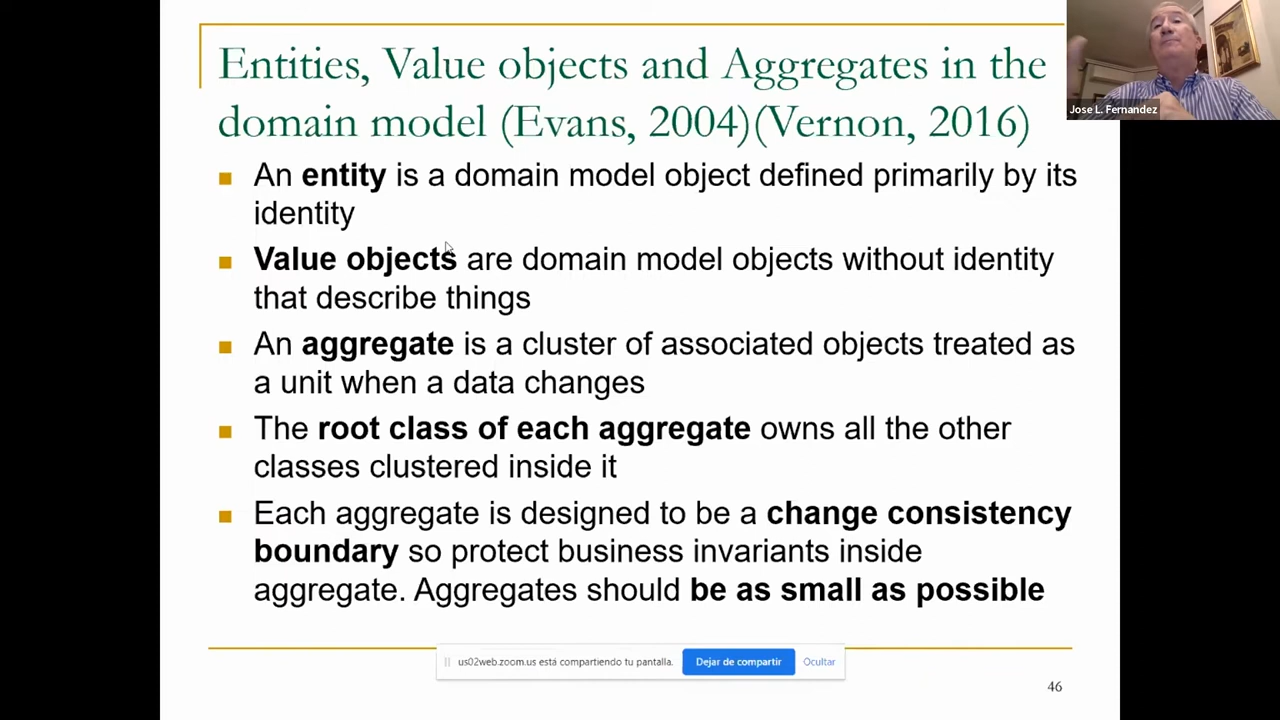 Entities, Value objects and Aggregates in the
domain model (Evans, 2004)(Vernon, 2016)
Jose L. Fernandez
An entity is a domain model object defined primarily by its
identity
Value objects are domain model objects without identity
that describe things
An aggregate is a cluster of associated objects treated as
a unit when a data changes
The root class of each aggregate owns all the other
classes clustered inside it
Each aggregate is designed to be a change consistency
boundary so protect business invariants inside
aggregate. Aggregates should be as small as possible
us02web.zoom.us está compartiendo tu pantalla. Dejar de compartir Ocultar
46